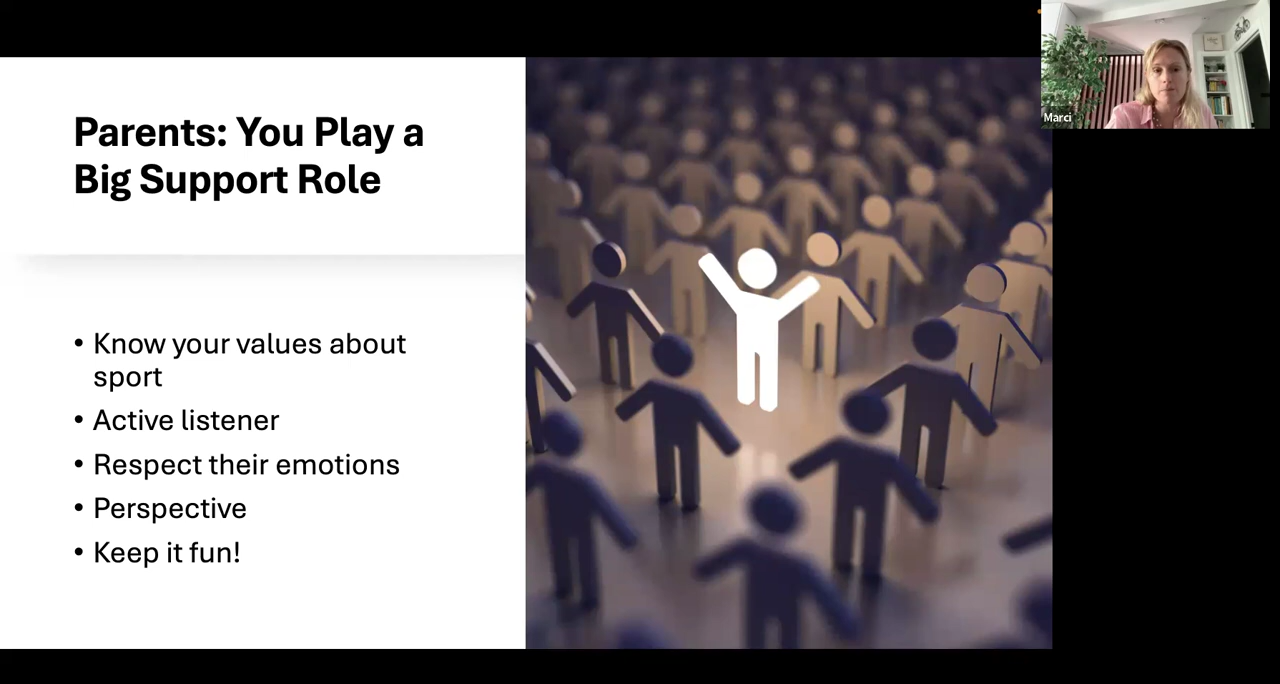 Parents: You Play a
Big Support Role
• Know your values about
sport
• Active listener
• Respect their emotions
• Perspective
• Keep it fun!
Marci